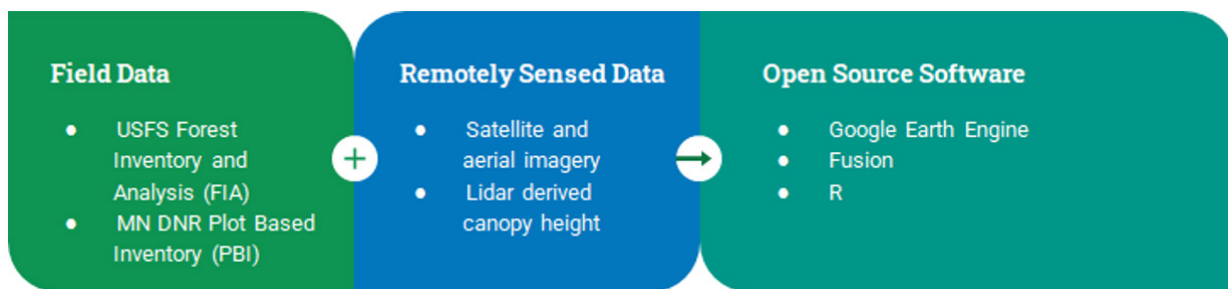 Field Data
● USFS Forest
Inventory and
Analysis (FIA)
● MN DNR Plot Based
Inventory (PBI)
+
Remotely Sensed Data
● Satellite and
aerial imagery
● Lidar derived
canopy height
→
Open Source Software
● Google Earth Engine
● Fusion
● R